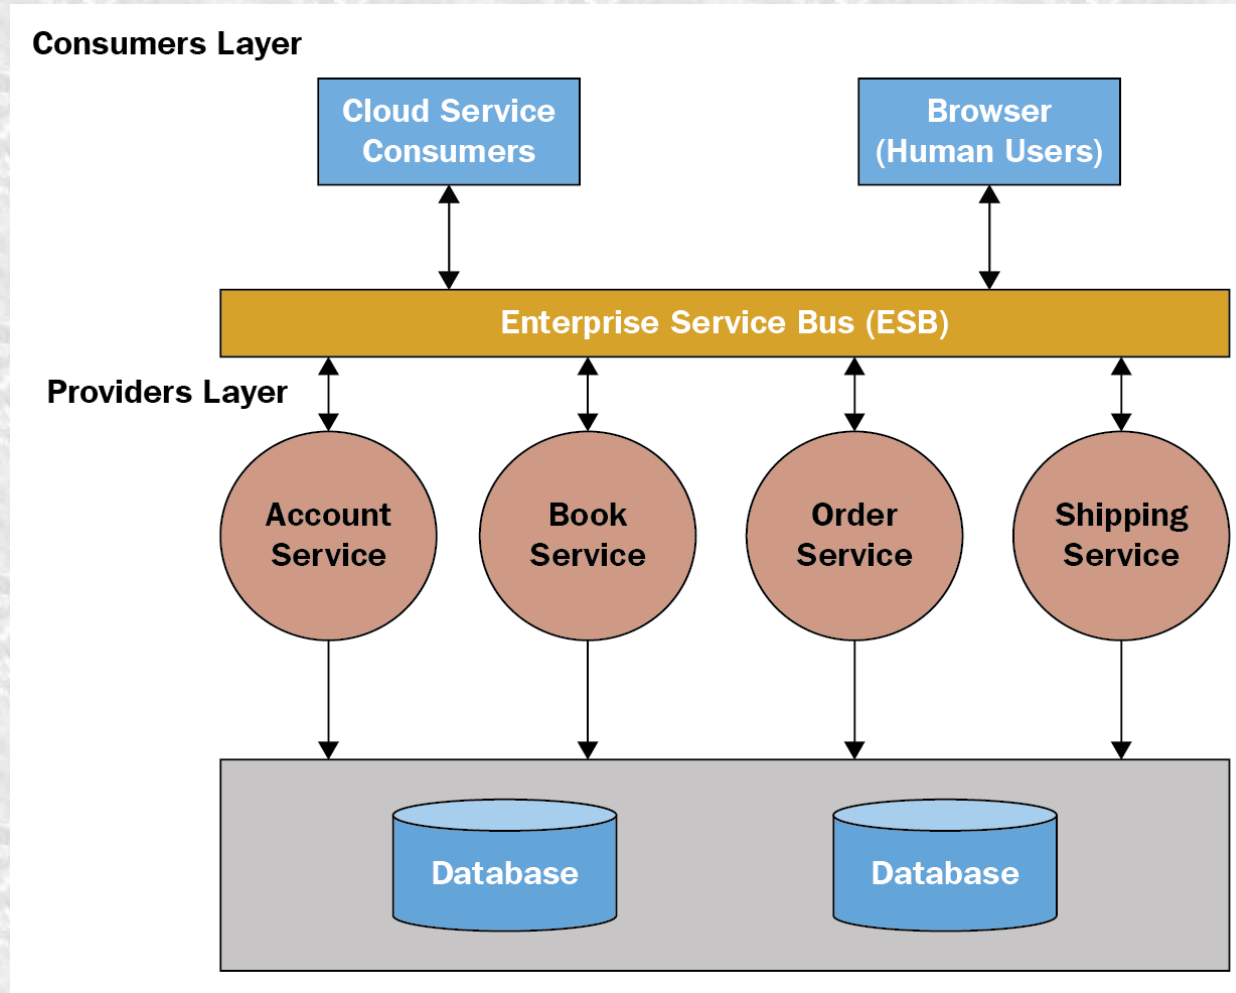 Consumers Layer
Cloud Service
Consumers
Browser
(Human Users)
Enterprise Service Bus (ESB)
Providers Layer
Account
Service
Book
Service
Order
Service
Shipping
Service
Database
Database